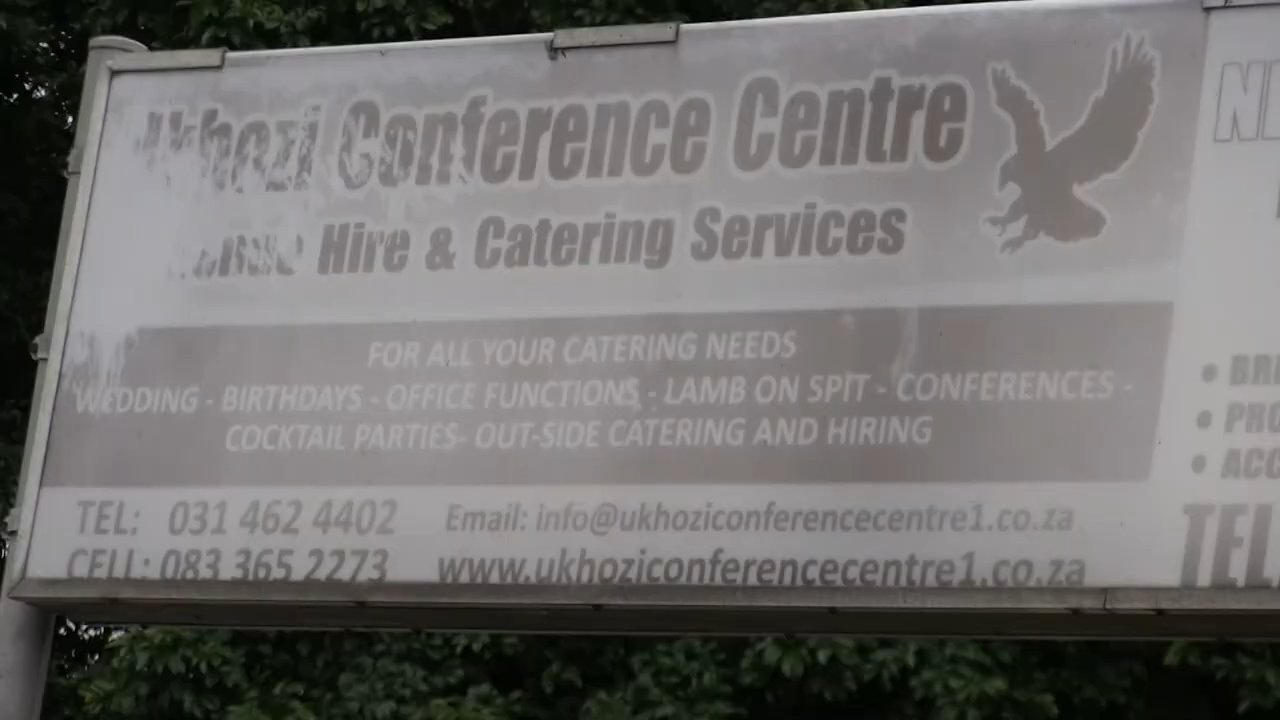 Ukhozi Conference Centre
Hire & Catering Services
FOR ALL YOUR CATERING NEEDS
WEDDING - BIRTHDAYS - OFFICE FUNCTIONS - LAMB ON SPIT - CONFERENCES -
COCKTAIL PARTIES- OUT-SIDE CATERING AND HIRING
TEL: 031 462 4402
Email: info@ukhoziconferencecentre1.co.za
CELL: 083 365 2273
www.ukhoziconferencecentre1.co.za
TEL